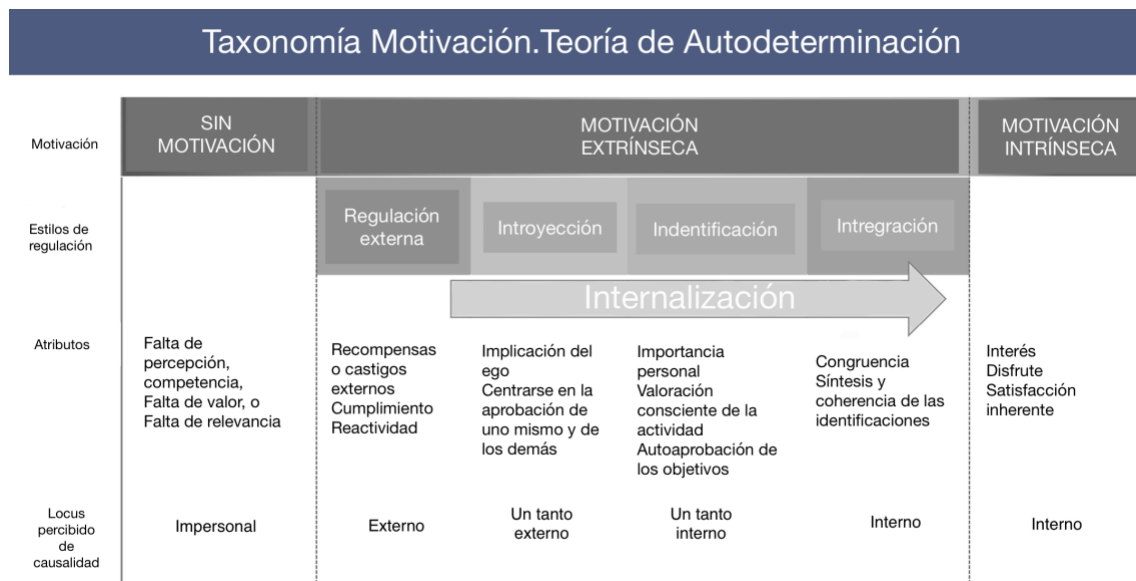 Taxonomía Motivación.Teoría de Autodeterminación
Motivación
SIN
MOTIVACIÓN
MOTIVACIÓN
EXTRÍNSECA
MOTIVACIÓN
INTRÍNSECA
Estilos de
regulación
Regulación
externa
Introyección
Indentificación
Intregración
Internalización
Atributos
Falta de
percepción,
competencia,
Falta de valor, o
Falta de relevancia
Recompensas
o castigos
externos
Cumplimiento
Reactividad
Implicación del
ego
Centrarse en la
aprobación de
uno mismo y de
los demás
Importancia
personal
Valoración
consciente de la
actividad
Autoaprobación de
los objetivos
Congruencia
Síntesis y
coherencia de las
identificaciones
Interés
Disfrute
Satisfacción
inherente
Locus
percibido
de
causalidad
Impersonal
Externo
Un tanto
externo
Un tanto
interno
Interno
Interno